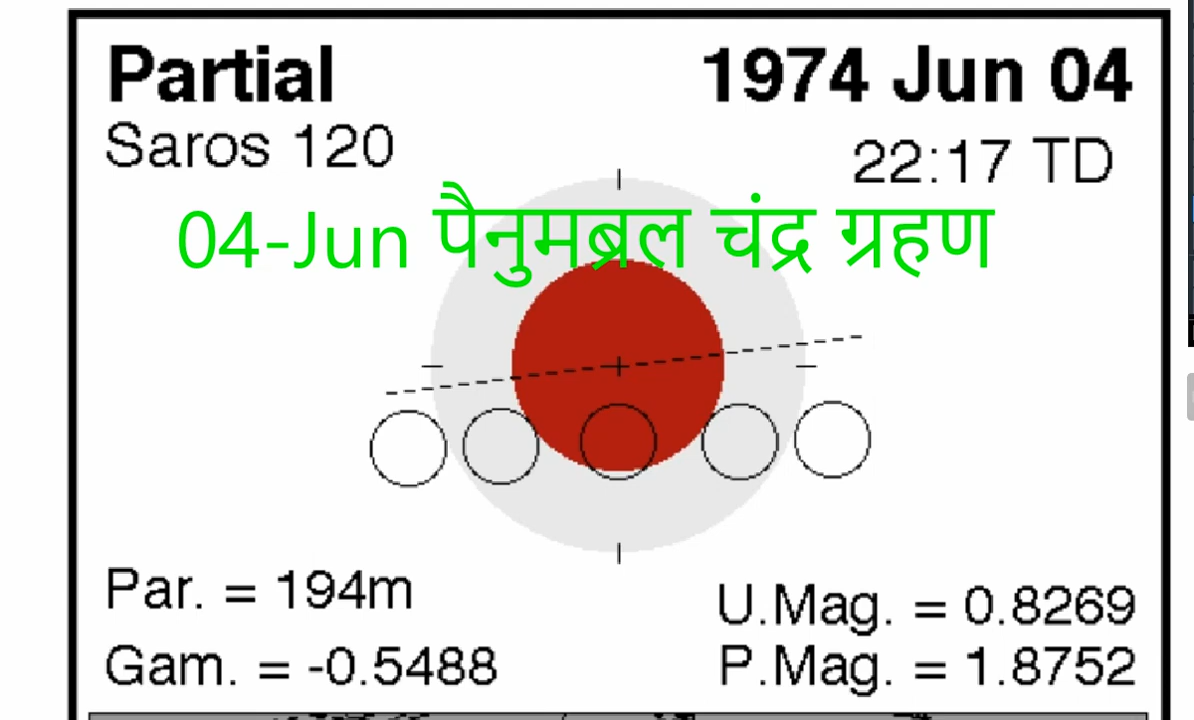 Partial 1974 Jun 04
Saros 120 22:17 TD
04-Jun पैनुमब्रल चंद्र ग्रहण
Par. = 194m U.Mag. = 0.8269
Gam. = -0.5488 P.Mag. = 1.8752